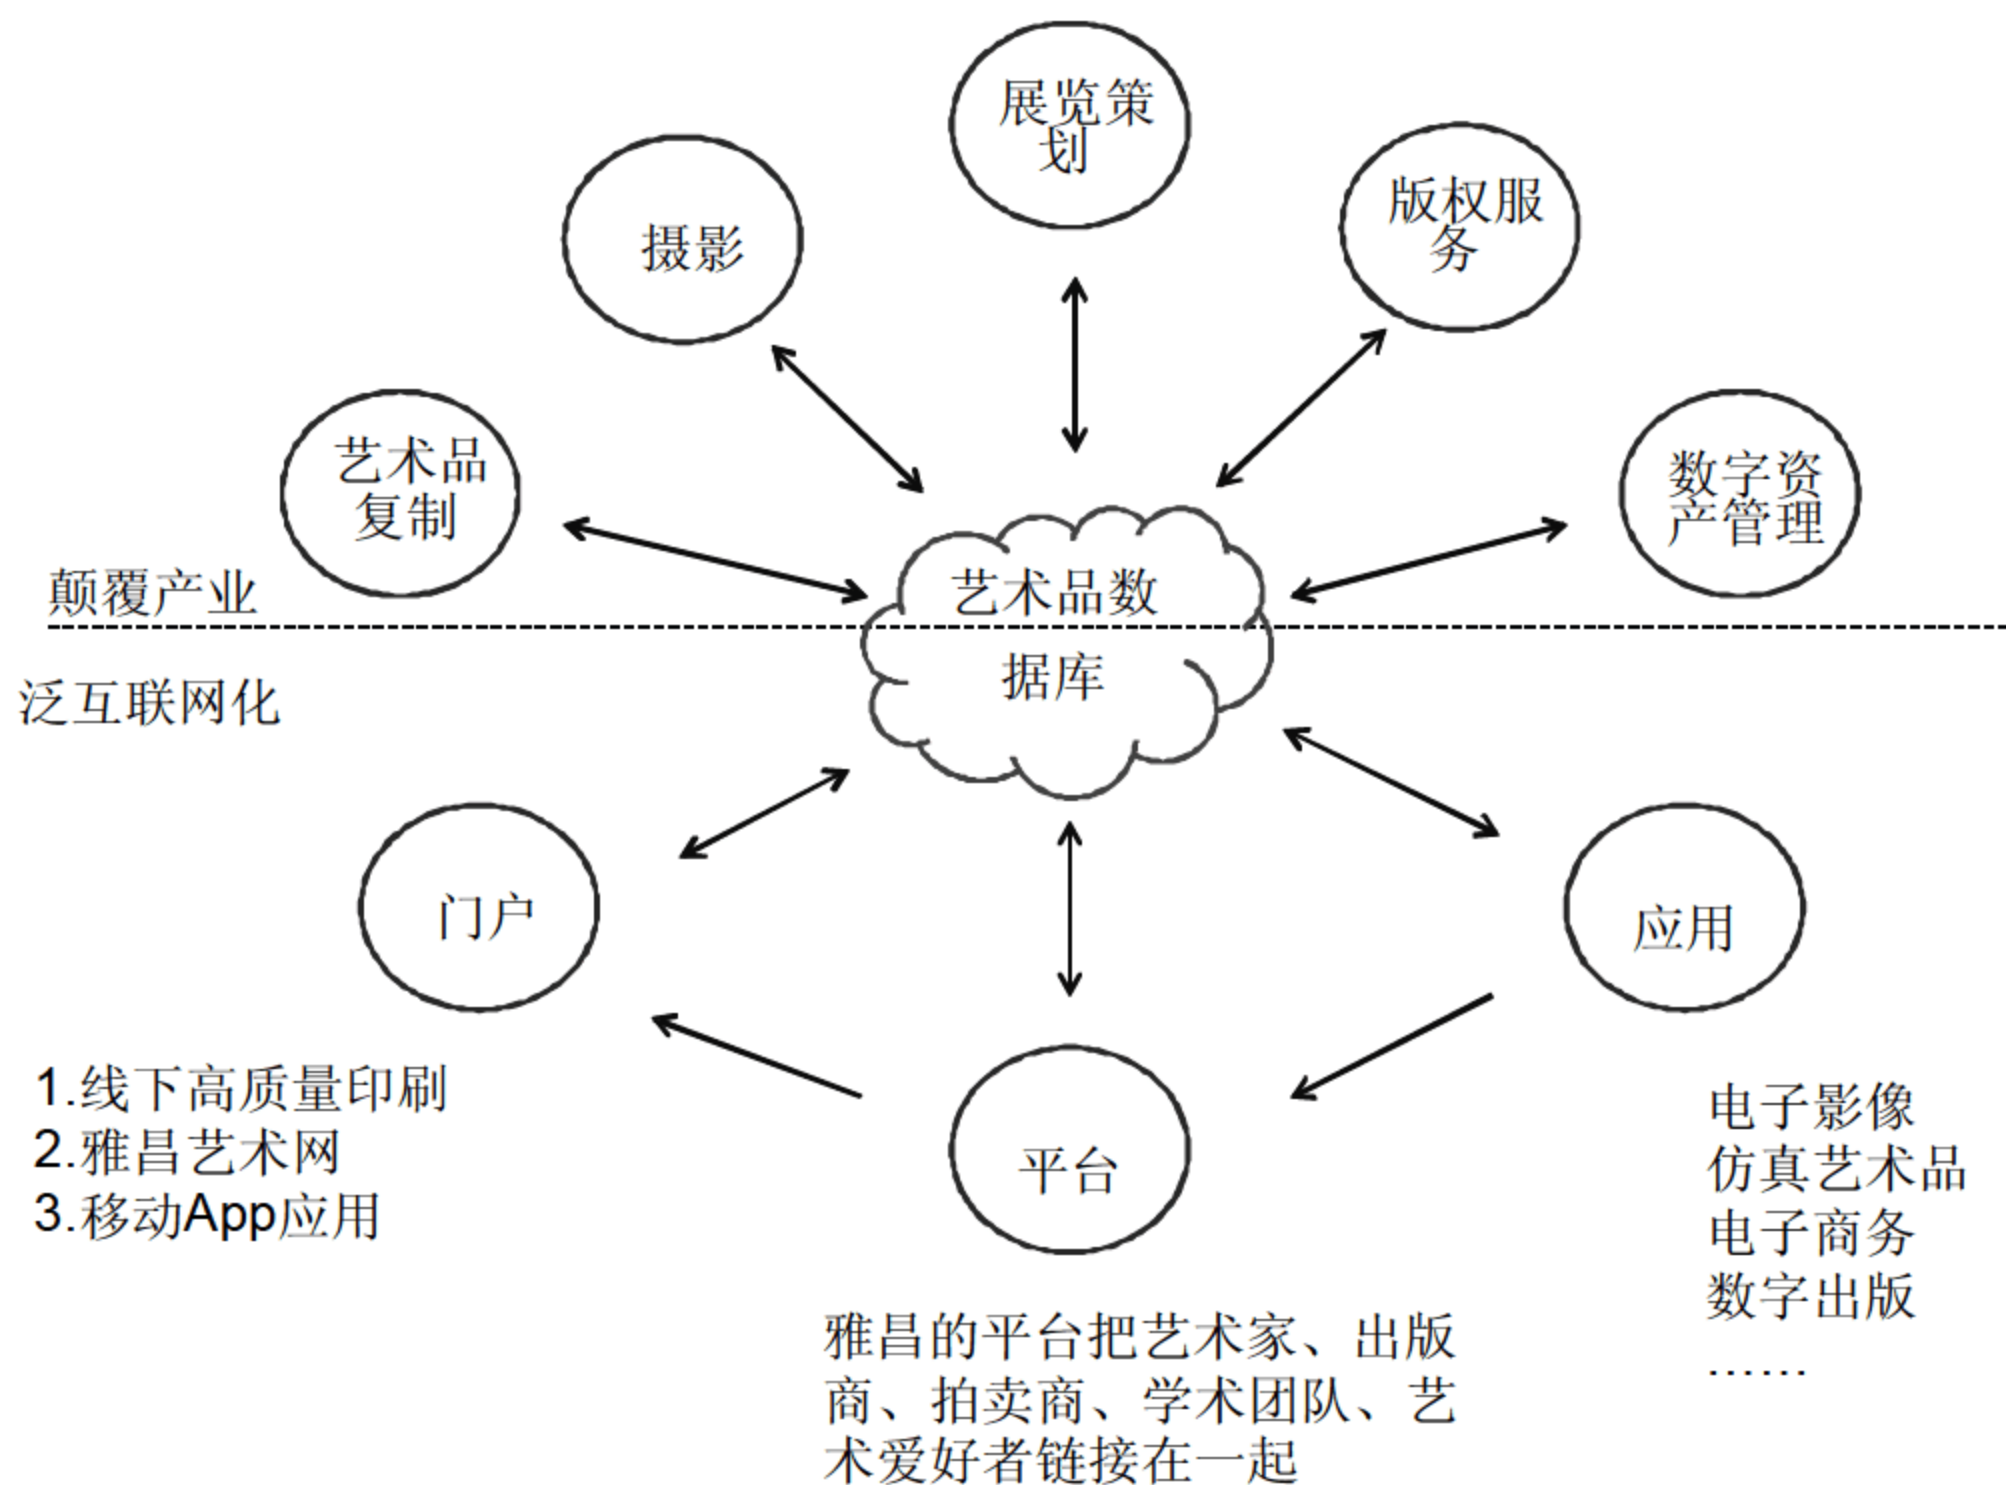 展览策
划
摄影
版权服
务
艺术品
复制
数字资
产管理
颠覆产业
艺术品数
据库
泛互联网化
门户
应用
平台
1.线下高质量印刷
2.雅昌艺术网
3.移动App应用
电子影像
仿真艺术品
电子商务
数字出版
……
雅昌的平台把艺术家、出版
商、拍卖商、学术团队、艺
术爱好者链接在一起